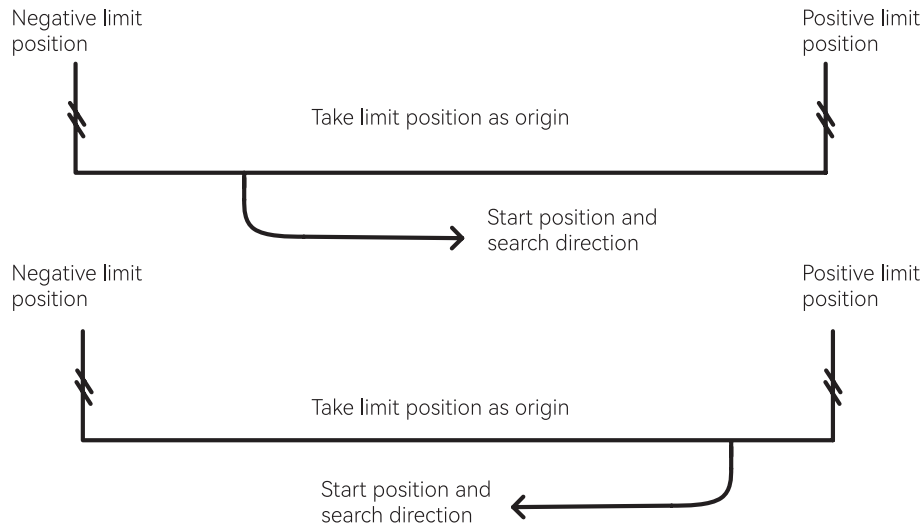 Negative limit
position
Positive limit
position
Take limit position as origin
Start position and
search direction
Negative limit
position
Positive limit
position
Take limit position as origin
Start position and
search direction